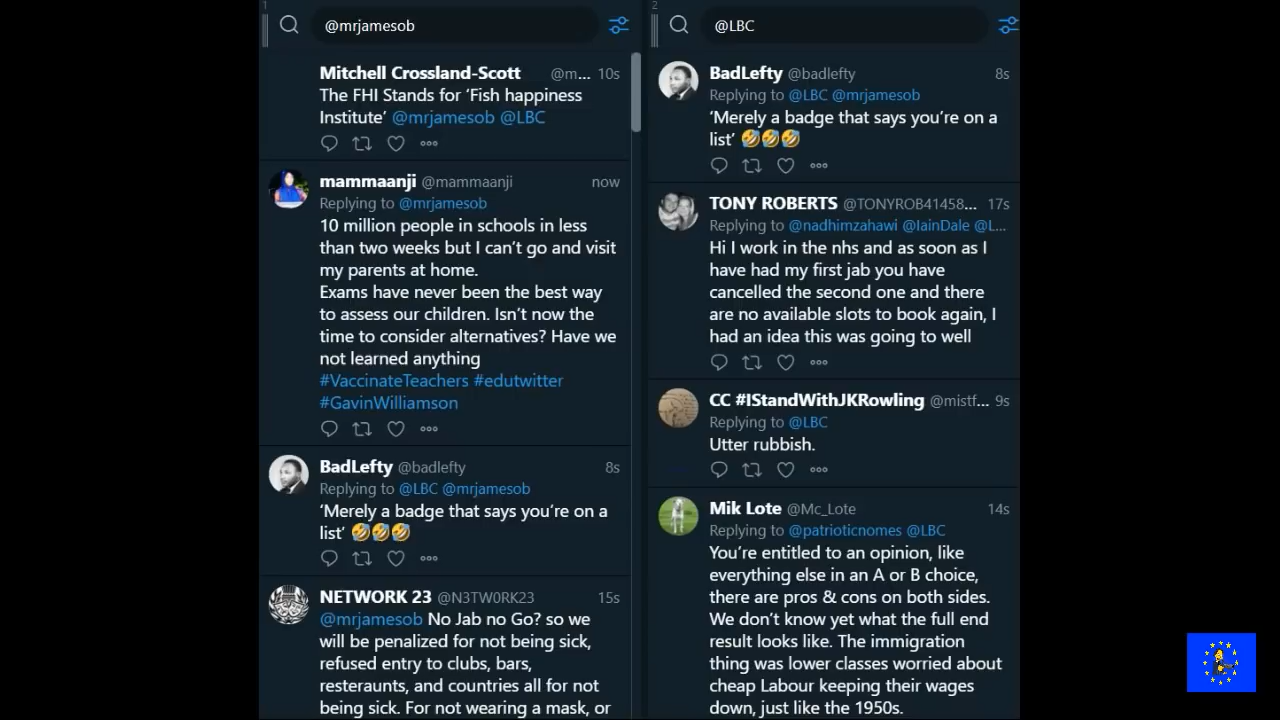 1
@mrjamesob
Mitchell Crossland-Scott @m... 10s
The FHI Stands for ‘Fish happiness
Institute’ @mrjamesob @LBC
mammaanji @mammaanji now
Replying to @mrjamesob
10 million people in schools in less
than two weeks but I can’t go and visit
my parents at home.
Exams have never been the best way
to assess our children. Isn’t now the
time to consider alternatives? Have we
not learned anything
#VaccinateTeachers #edutwitter
#GavinWilliamson
BadLefty @badlefty 8s
Replying to @LBC @mrjamesob
‘Merely a badge that says you’re on a
list’ 🤣🤣🤣
NETWORK 23 @N3TW0RK23 15s
@mrjamesob No Jab no Go? so we
will be penalized for not being sick,
refused entry to clubs, bars,
resteraunts, and countries all for not
being sick. For not wearing a mask, or
2
@LBC
BadLefty @badlefty 8s
Replying to @LBC @mrjamesob
‘Merely a badge that says you’re on a
list’ 🤣🤣🤣
TONY ROBERTS @TONYROB41458... 17s
Replying to @nadhimzahawi @IainDale @L...
Hi I work in the nhs and as soon as I
have had my first jab you have
cancelled the second one and there
are no available slots to book again, I
had an idea this was going to well
CC #IStandWithJKRowling @mistf... 9s
Replying to @LBC
Utter rubbish.
Mik Lote @Mc_Lote 14s
Replying to @patrioticnomes @LBC
You’re entitled to an opinion, like
everything else in an A or B choice,
there are pros & cons on both sides.
We don’t know yet what the full end
result looks like. The immigration
thing was lower classes worried about
cheap Labour keeping their wages
down, just like the 1950s.